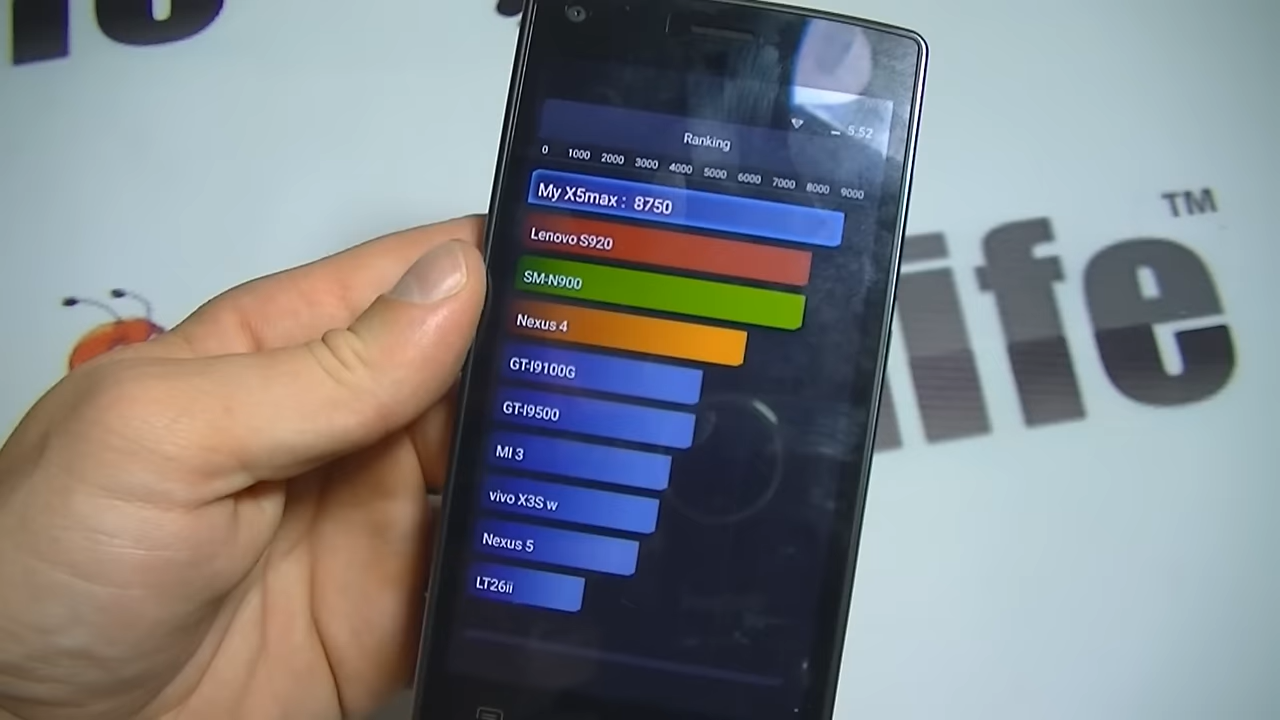 ife
TM
5:52
Ranking
0 1000 2000 3000 4000 5000 6000 7000 8000 9000
My X5max : 8750
Lenovo S920
SM-N900
Nexus 4
GT-I9100G
GT-I9500
MI 3
vivo X3S w
Nexus 5
LT26ii